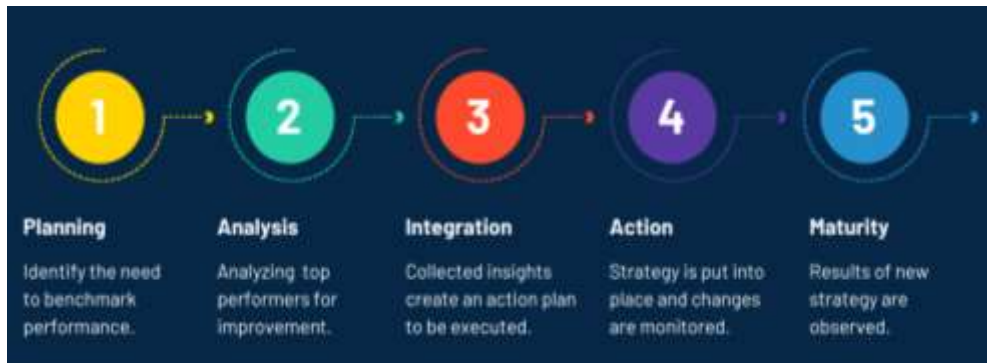 1
2
3
4
5
Planning
Identify the need
to benchmark
performance.
Analysis
Analyzing top
performers for
improvement.
Integration
Collected insights
create an action plan
to be executed.
Action
Strategy is put into
place and changes
are monitored.
Maturity
Results of new
strategy are
observed.